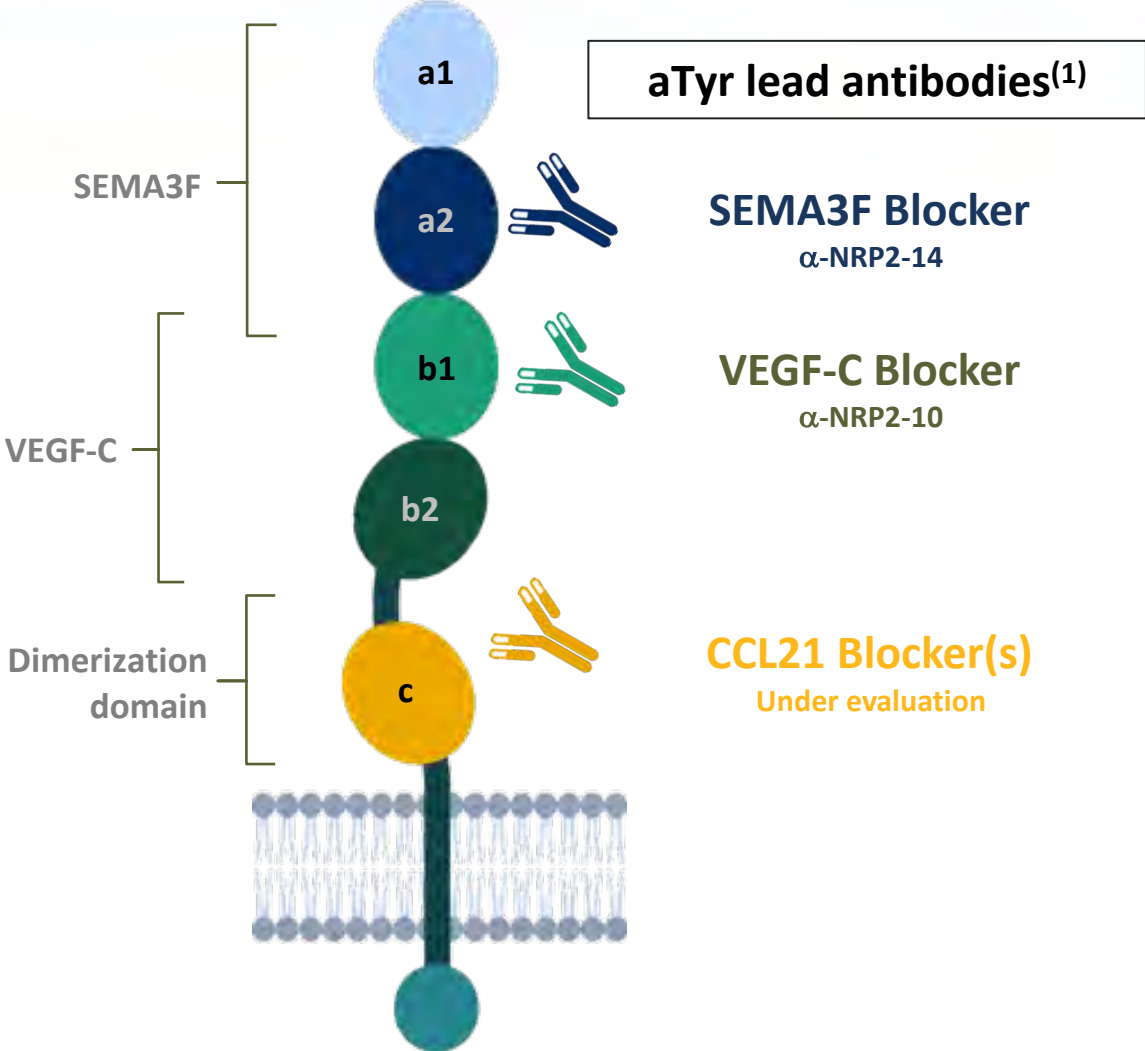 aTyr lead antibodies(1)
a1
SEMA3F
a2
SEMA3F Blocker
α-NRP2-14
b1
VEGF-C Blocker
α-NRP2-10
VEGF-C
b2
Dimerization
domain
c
CCL21 Blocker(s)
Under evaluation